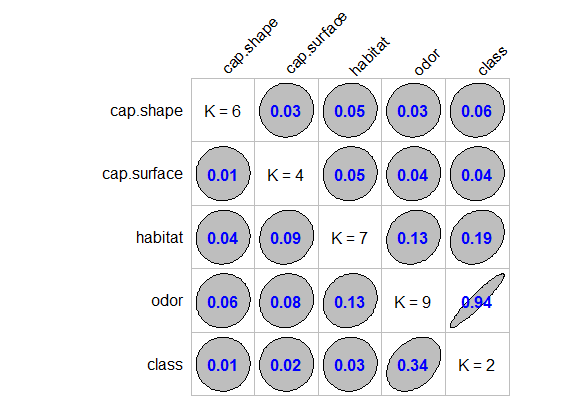 cap.shape cap.surface habitat odor class
cap.shape K = 6 0.03 0.05 0.03 0.06
cap.surface 0.01 K = 4 0.05 0.04 0.04
habitat 0.04 0.09 K = 7 0.13 0.19
odor 0.06 0.08 0.13 K = 9 0.94
class 0.01 0.02 0.03 0.34 K = 2